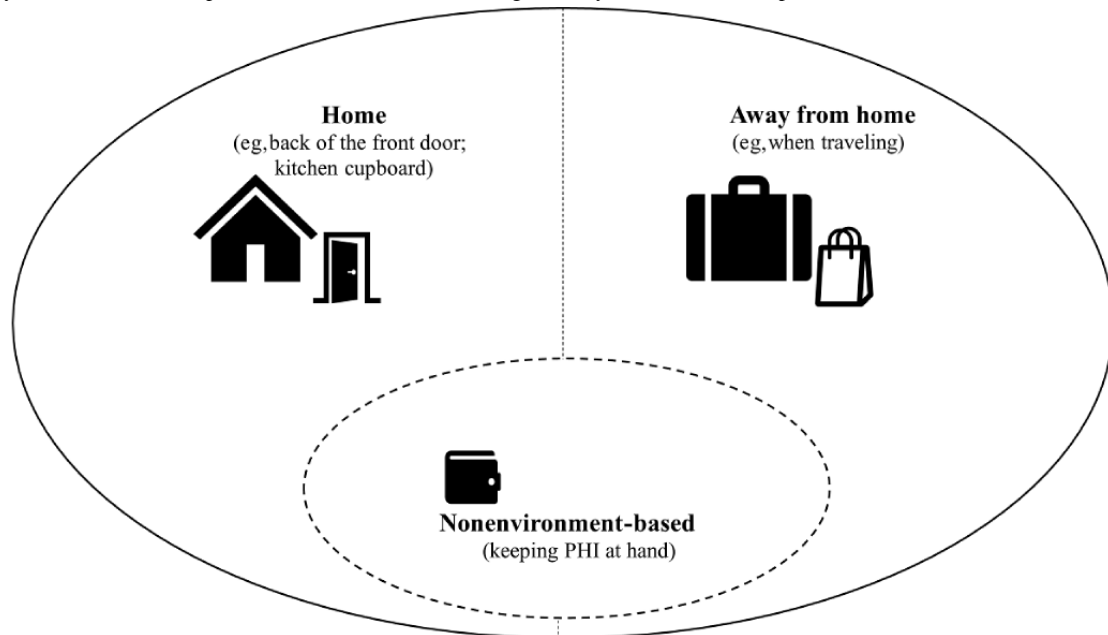 Home
(eg,back of the front door;
kitchen cupboard)
Away from home
(eg,when traveling)
Nonenvironment-based
(keeping PHI at hand)